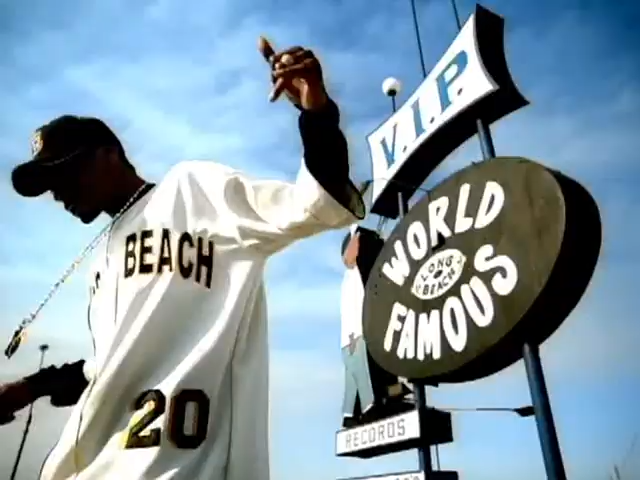 V.I.P.
WORLD
LONG
BEACH
FAMOUS
RECORDS
BEACH
20